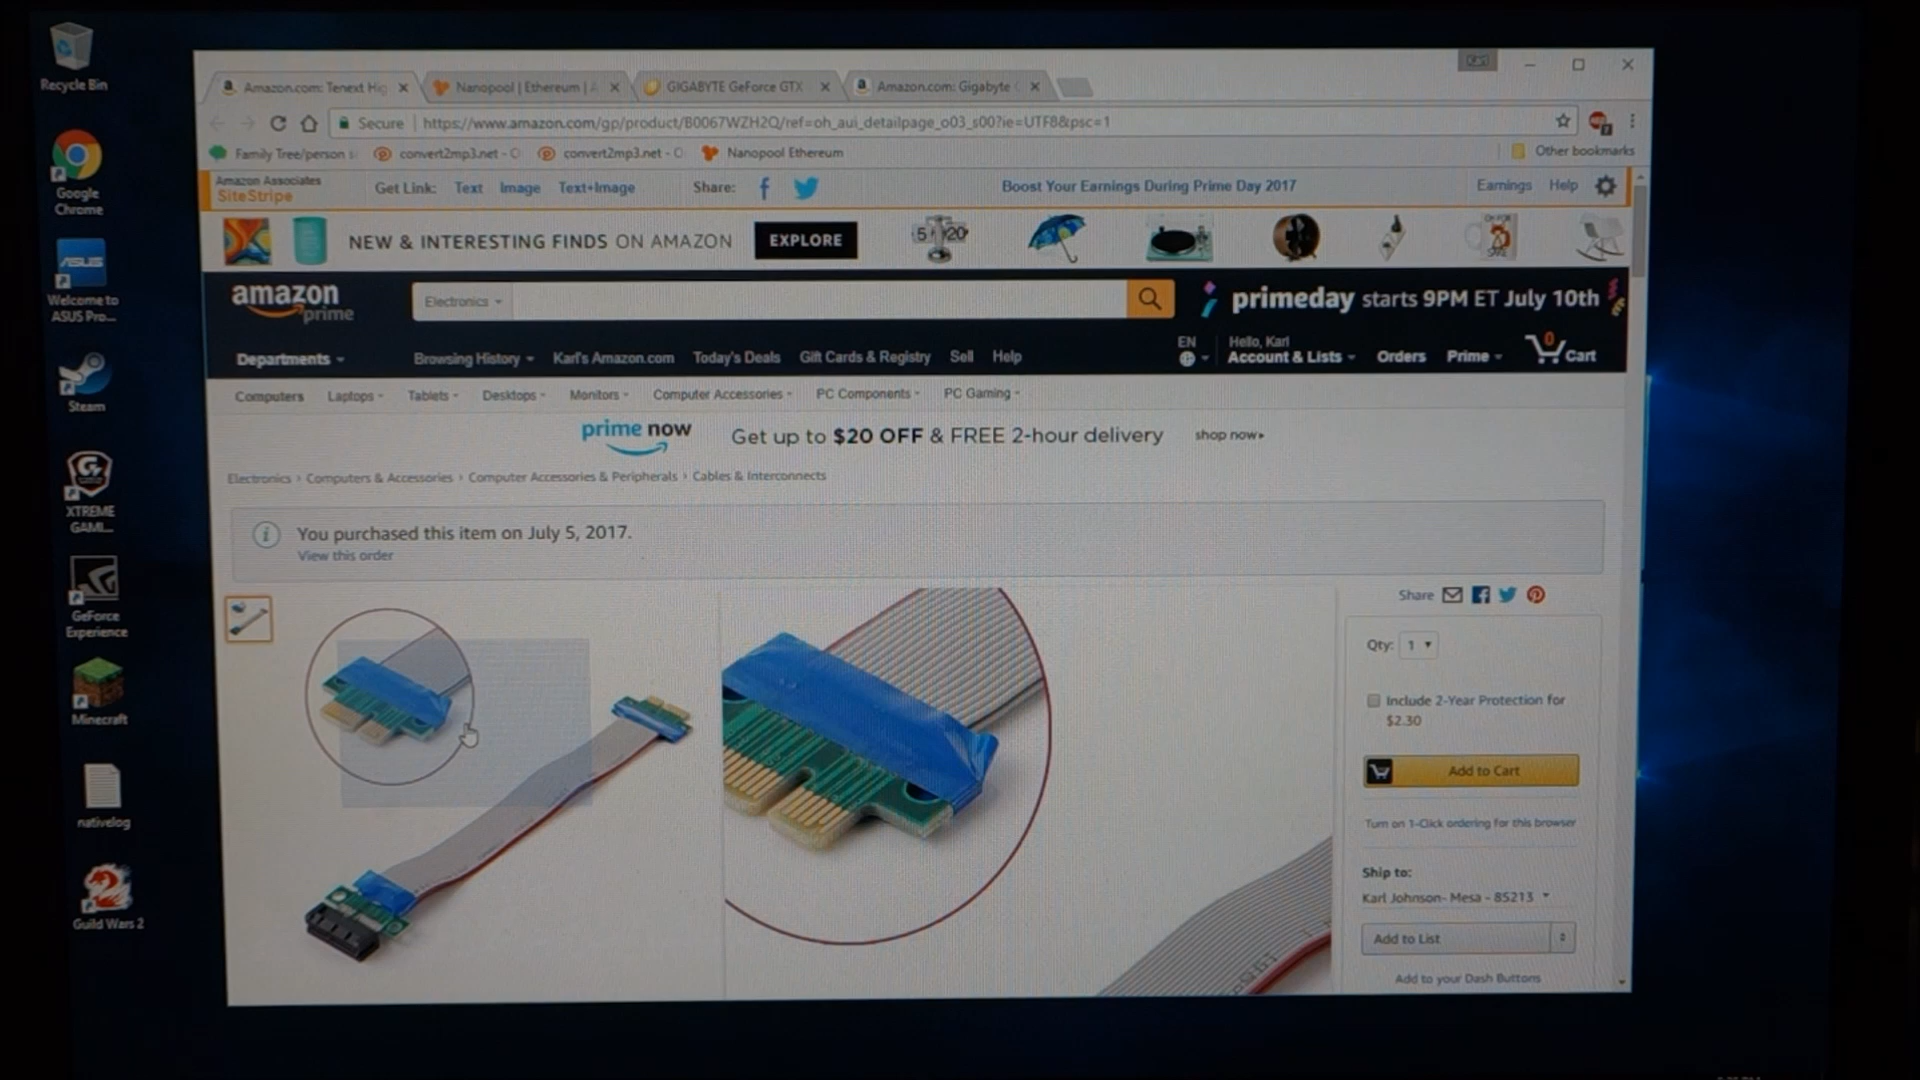 Recycle Bin
Google
Chrome
ASUS
Welcome to
ASUS Pro...
Steam
XTREME
GAMI...
GeForce
Experience
Minecraft
nativelog
Guild Wars 2
Amazon.com: Tenext Hig
Nanopool | Ethereum | A
GIGABYTE GeForce GTX
Amazon.com: Gigabyte
Secure
https://www.amazon.com/gp/product/B0067WZH2Q/ref=oh_aui_detailpage_o03_s00?ie=UTF8&psc=1
Family Tree/person
convert2mp3.net - O
convert2mp3.net - O
Nanopool Ethereum
Other bookmarks
Amazon Associates
SiteStripe
Get Link: Text Image Text+Image
Share:
Boost Your Earnings During Prime Day 2017
Earnings Help
NEW & INTERESTING FINDS ON AMAZON
EXPLORE
amazon
prime
Electronics
primeday starts 9PM ET July 10th
Departments
Browsing History Karl's Amazon.com Today's Deals Gift Cards & Registry Sell Help
EN
Hello, Karl
Account & Lists
Orders
Prime
0
Cart
Computers Laptops Tablets Desktops Monitors Computer Accessories PC Components PC Gaming
prime now
Get up to $20 OFF & FREE 2-hour delivery
shop now
Electronics › Computers & Accessories › Computer Accessories & Peripherals › Cables & Interconnects
You purchased this item on July 5, 2017.
View this order
Share
Qty: 1
Include 2-Year Protection for
$2.30
Add to Cart
Turn on 1-Click ordering for this browser
Ship to:
Karl Johnson- Mesa - 85213
Add to List
Add to your Dash Buttons